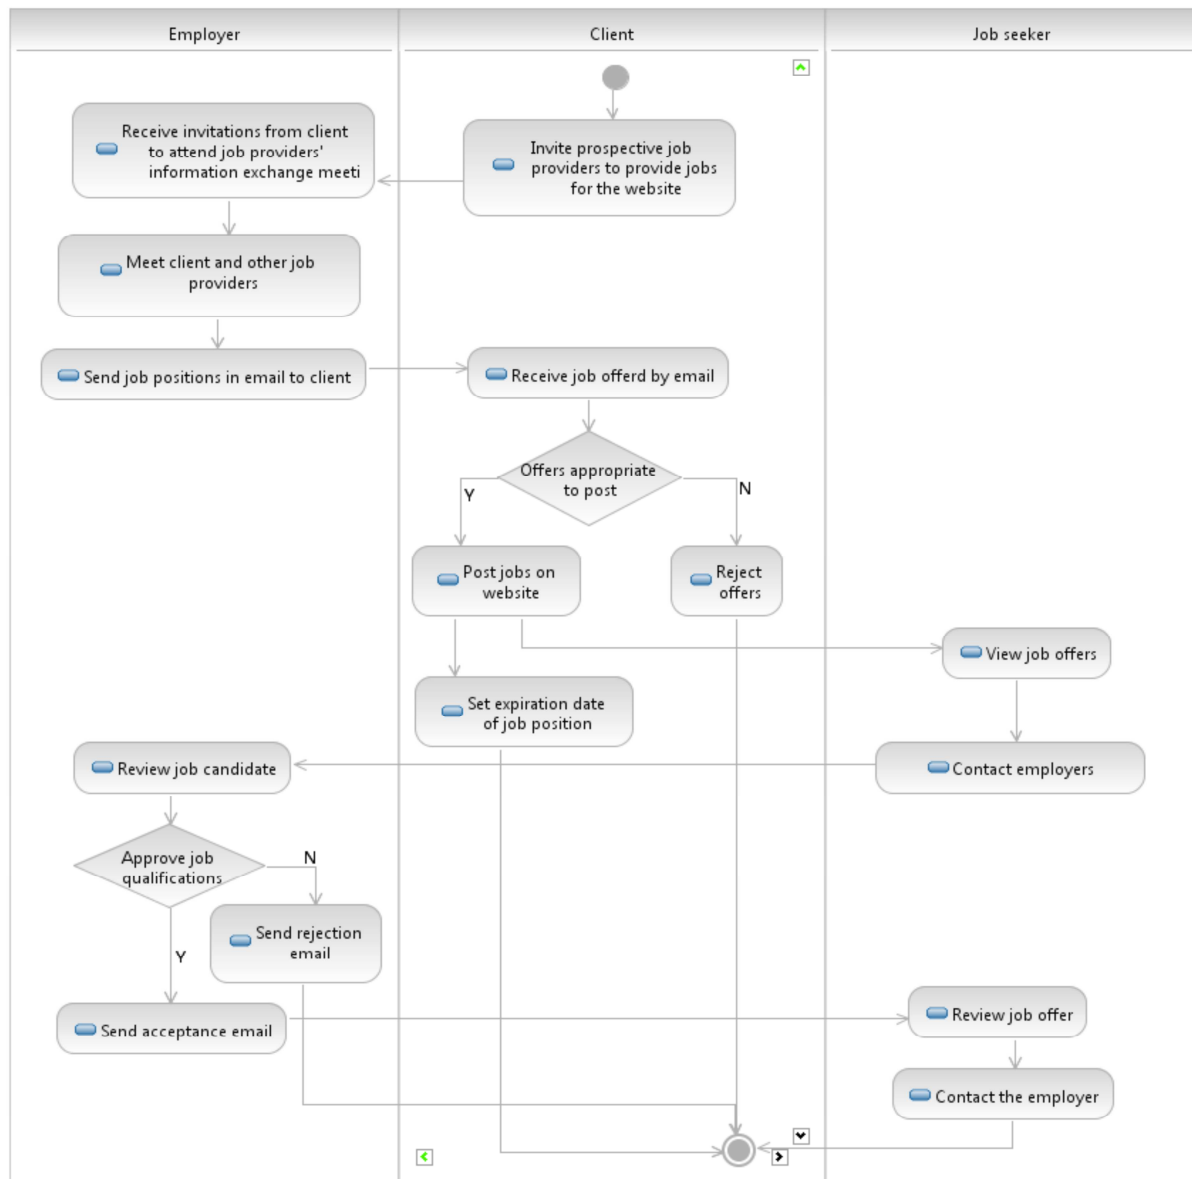 Employer
Client
Job seeker
Receive invitations from client
to attend job providers'
information exchange meeti
Invite prospective job
providers to provide jobs
for the website
Meet client and other job
providers
Send job positions in email to client
Receive job offerd by email
Offers appropriate
to post
Y
N
Post jobs on
website
Reject
offers
View job offers
Set expiration date
of job position
Review job candidate
Contact employers
Approve job
qualifications
N
Send rejection
email
Y
Send acceptance email
Review job offer
Contact the employer